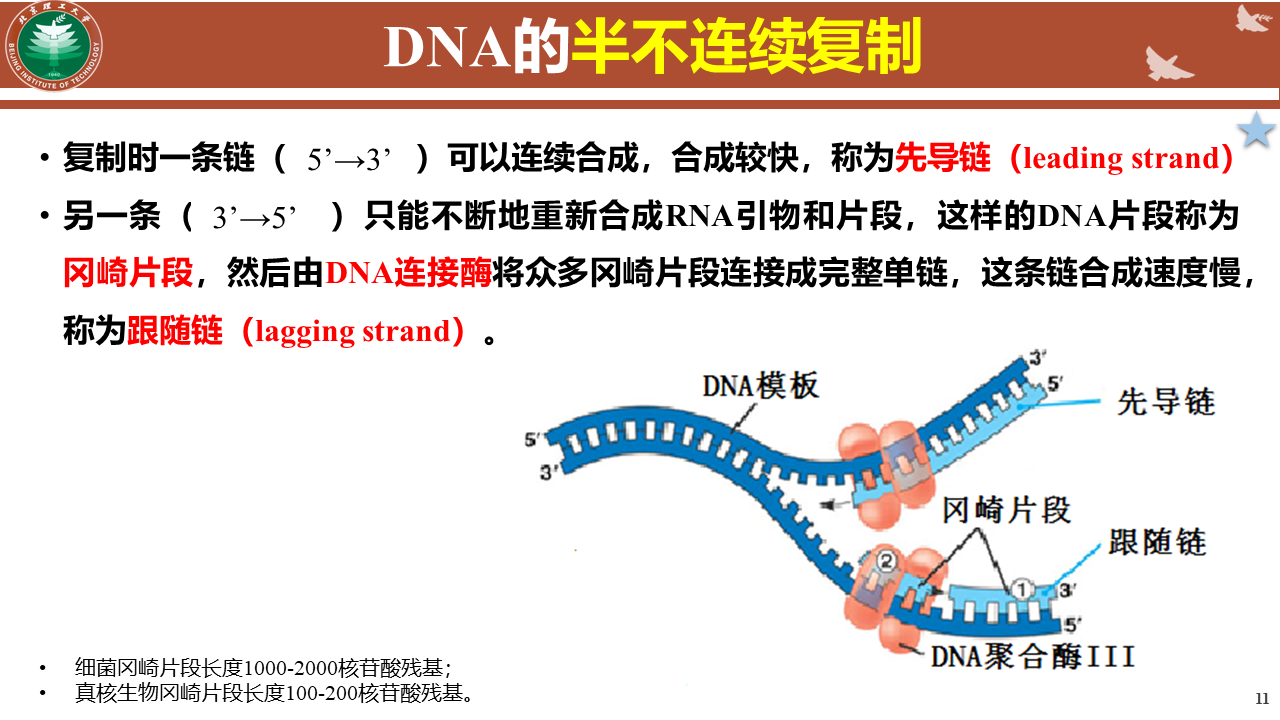 北京理工大学
BEIJING INSTITUTE OF TECHNOLOGY
1940
DNA的半不连续复制
• 复制时一条链（ 5’→3’ ）可以连续合成，合成较快，称为先导链（leading strand）
• 另一条（ 3’→5’ ）只能不断地重新合成RNA引物和片段，这样的DNA片段称为
冈崎片段，然后由DNA连接酶将众多冈崎片段连接成完整单链，这条链合成速度慢，
称为跟随链（lagging strand）。
3′
DNA模板
5′
先导链
5′
3′
冈崎片段
跟随链
②
①
3′
5′
DNA聚合酶III
• 细菌冈崎片段长度1000-2000核苷酸残基；
• 真核生物冈崎片段长度100-200核苷酸残基。
11